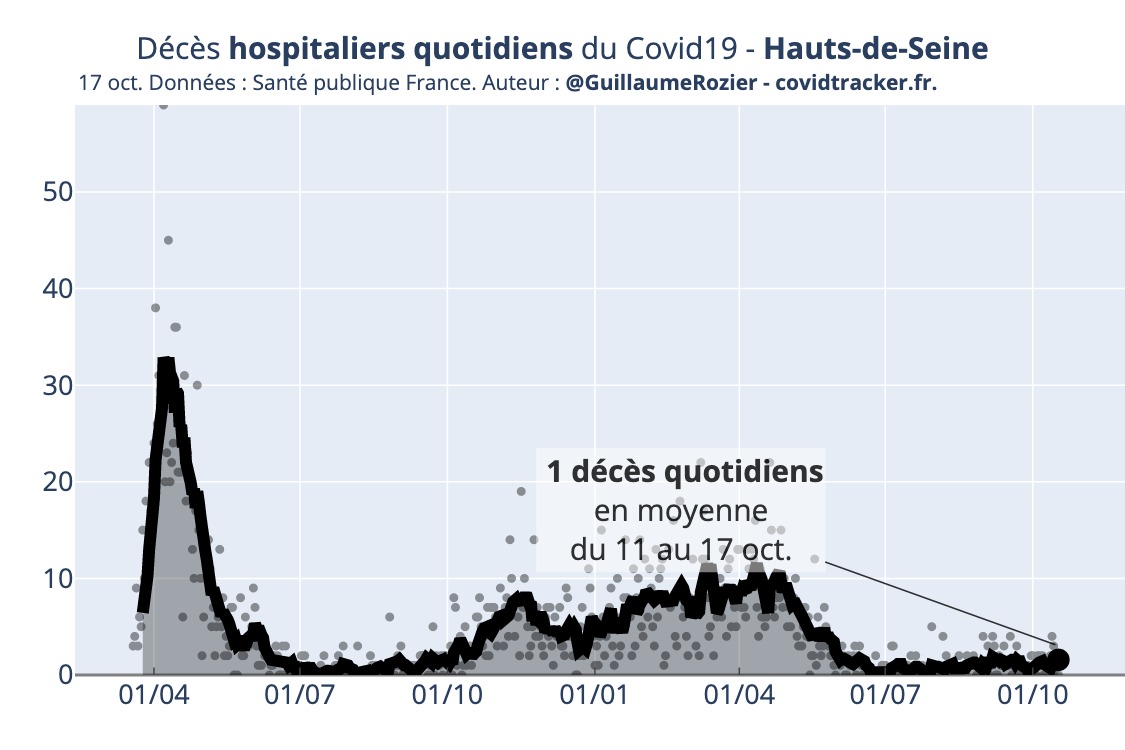 Décès hospitaliers quotidiens du Covid19 - Hauts-de-Seine
17 oct. Données : Santé publique France. Auteur : @GuillaumeRozier - covidtracker.fr.
50
40
30
20
10
0
1 décès quotidiens
en moyenne
du 11 au 17 oct.
01/04 01/07 01/10 01/01 01/04 01/07 01/10